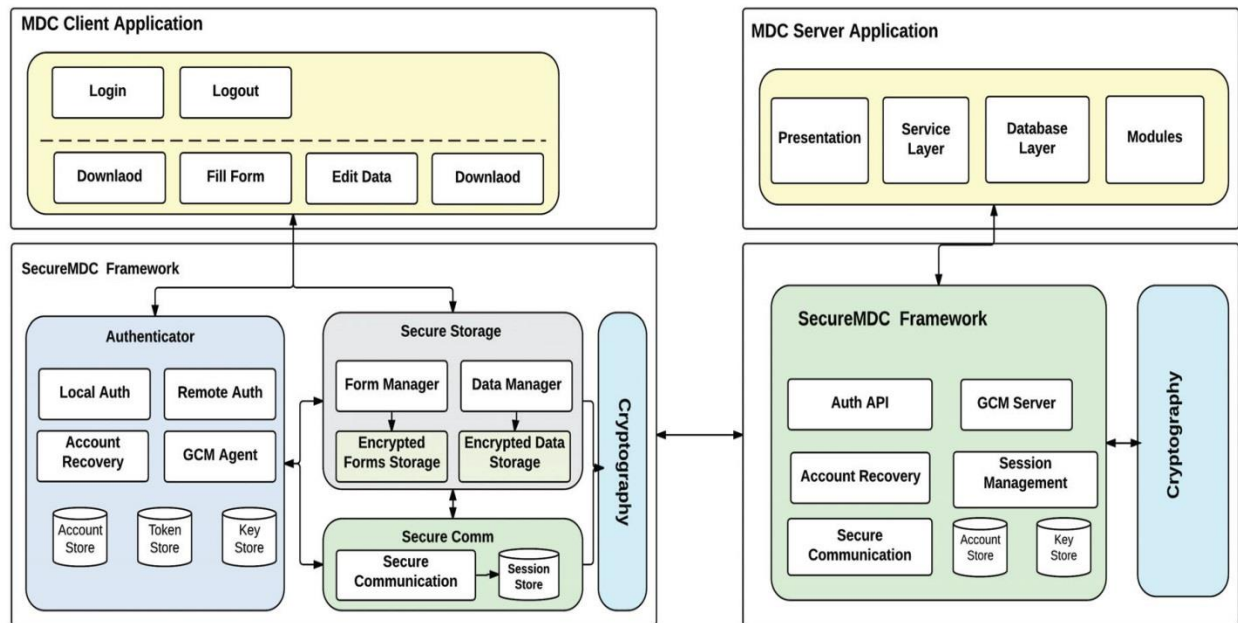 MDC Client Application
Login
Logout
Downlaod
Fill Form
Edit Data
Downlaod
MDC Server Application
Presentation
Service
Layer
Database
Layer
Modules
SecureMDC Framework
Authenticator
Local Auth
Remote Auth
Account
Recovery
GCM Agent
Account
Store
Token
Store
Key
Store
Secure Storage
Form Manager
Data Manager
Encrypted
Forms Storage
Encrypted Data
Storage
Secure Comm
Secure
Communication
Session
Store
Cryptography
SecureMDC Framework
Auth API
GCM Server
Account Recovery
Session
Management
Secure
Communication
Account
Store
Key
Store
Cryptography